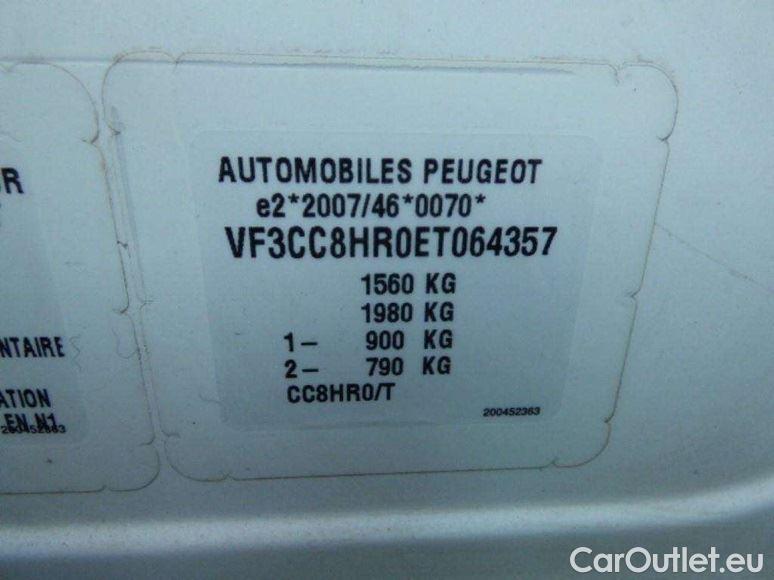 R
NTAIRE
ATION
EN N1
200452363
AUTOMOBILES PEUGEOT
e2*2007/46*0070*
VF3CC8HR0ET064357
1560 KG
1980 KG
1- 900 KG
2- 790 KG
CC8HR0/T
200452363
CarOutlet.eu